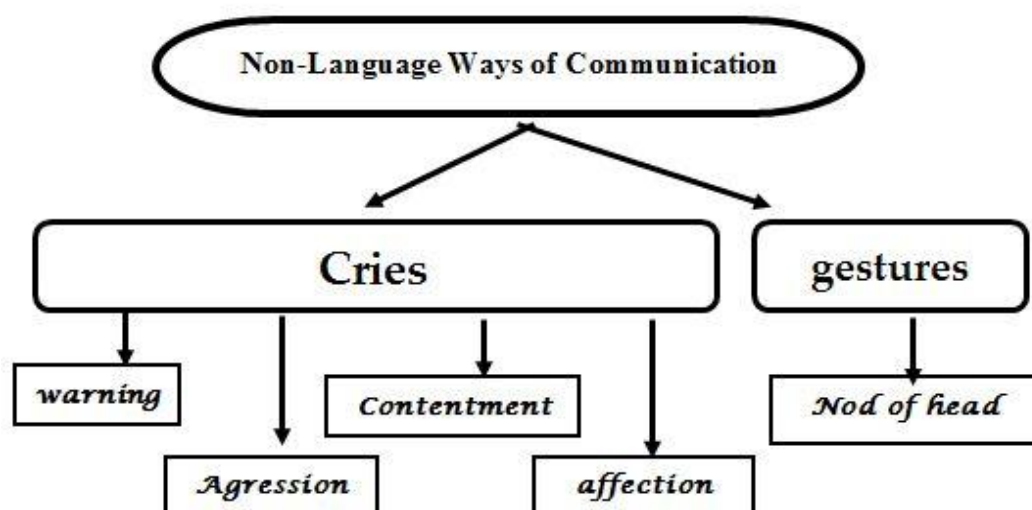 Non-Language Ways of Communication
Cries
gestures
warning
Contentment
Nod of head
Agression
affection